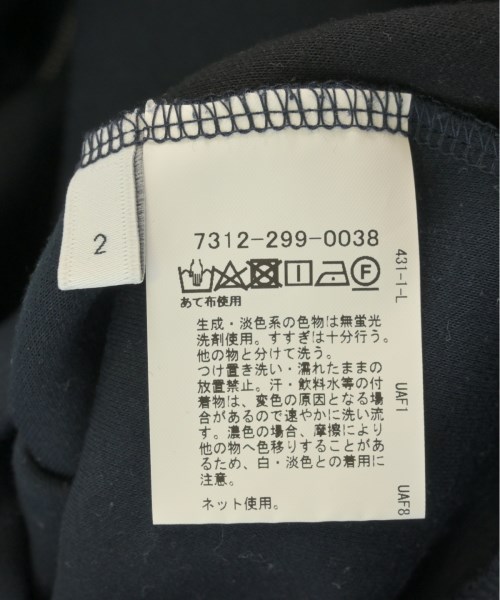 2
7312-299-0038
あて布使用
生成・淡色系の色物は無蛍光
洗剤使用。すすぎは十分行う。
他の物と分けて洗う。
つけ置き洗い・濡れたままの
放置禁止。汗・飲料水等の付
着物は、変色の原因となる場
合があるので速やかに洗い流
す。濃色の場合、摩擦により
他の物へ色移りすることがあ
るため、白・淡色との着用に
注意。
ネット使用。
431-1-L
UAF1
UAF8